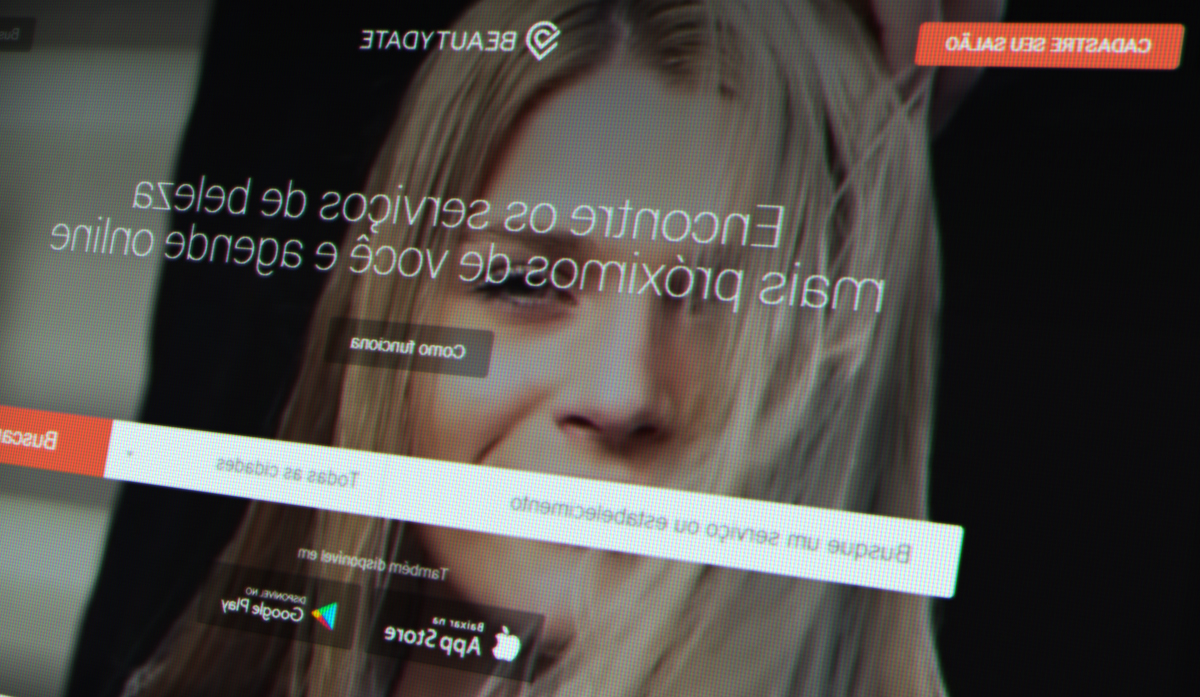 BEAUTYDATE
CADASTRE SEU SALÃO
Encontre os serviços de beleza
mais próximos de você e agende online
Como funciona
Busque um serviço ou estabelecimento
Todas as cidades
Buscar
Também disponível em
Baixar na
App Store
DISPONÍVEL NO
Google Play